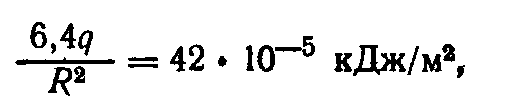 6,4q / R² = 42 · 10⁻⁵ кДж/м²,